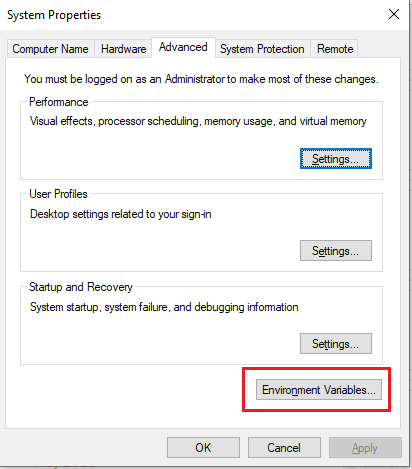 System Properties
Computer Name Hardware Advanced System Protection Remote
You must be logged on as an Administrator to make most of these changes.
Performance
Visual effects, processor scheduling, memory usage, and virtual memory
Settings...
User Profiles
Desktop settings related to your sign-in
Settings...
Startup and Recovery
System startup, system failure, and debugging information
Settings...
Environment Variables...
OK Cancel Apply